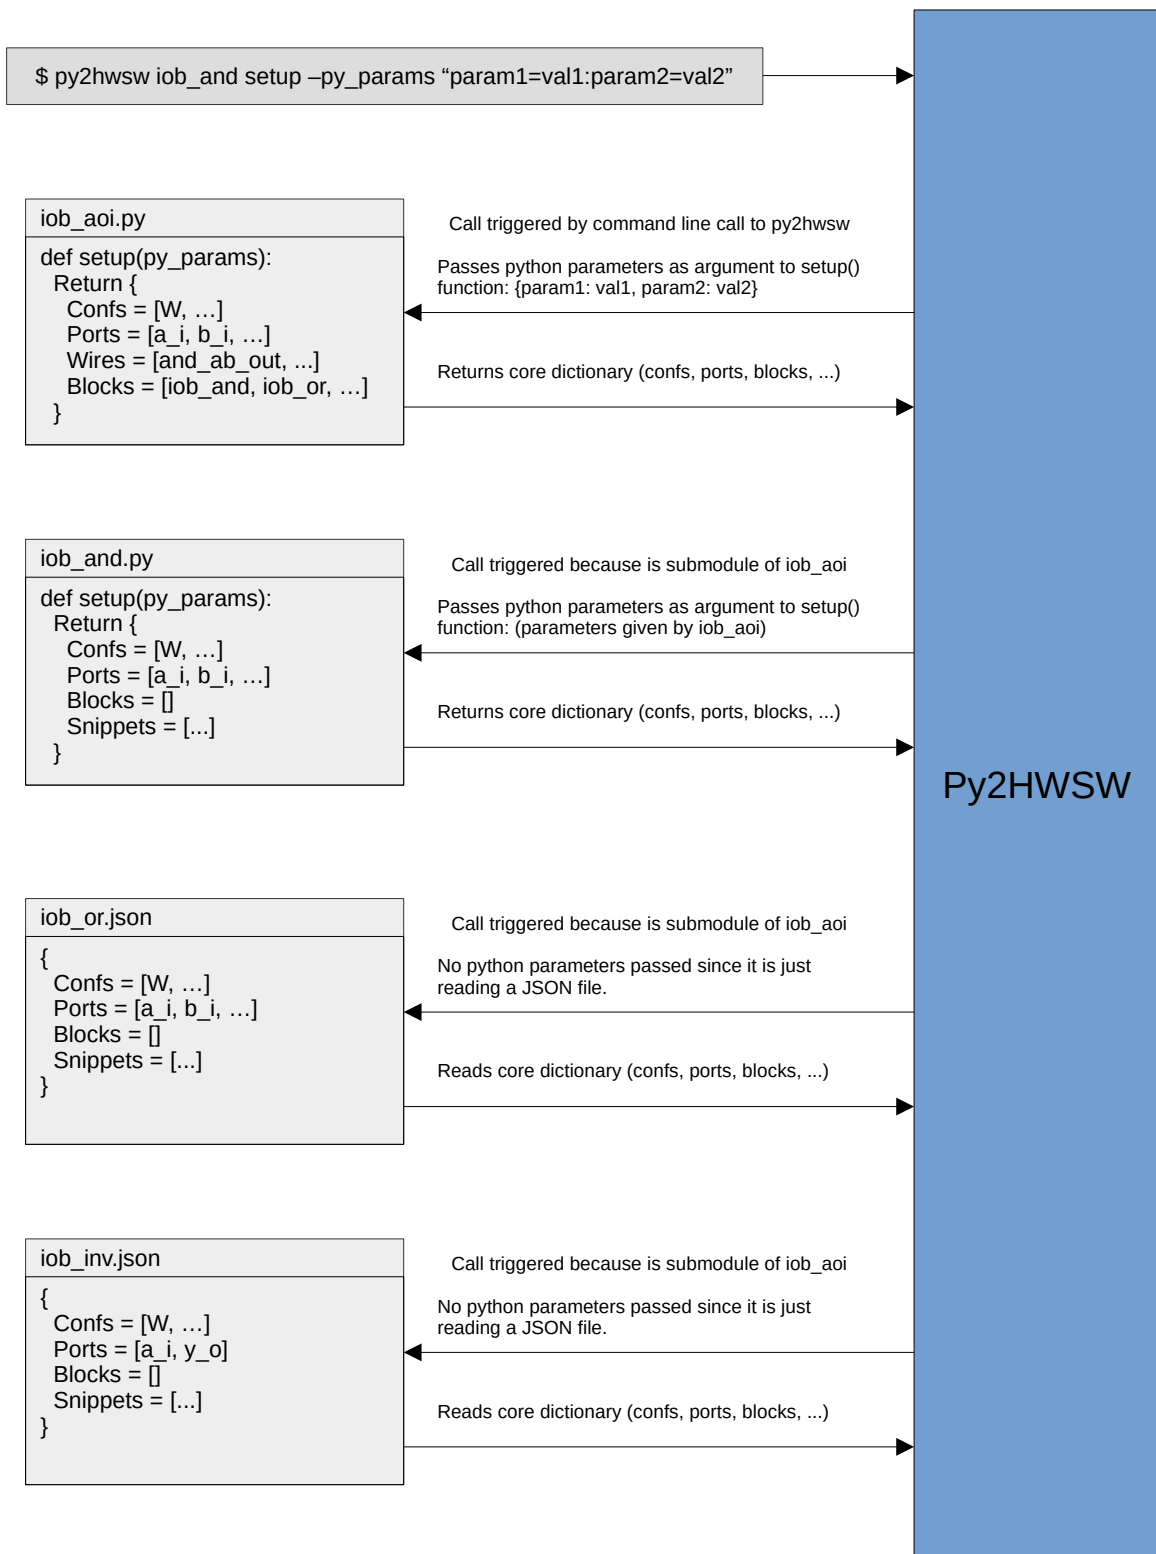 $ py2hwsw iob_and setup –py_params “param1=val1:param2=val2”
iob_aoi.py
def setup(py_params):
Return {
Confs = [W, …]
Ports = [a_i, b_i, …]
Wires = [and_ab_out, ...]
Blocks = [iob_and, iob_or, …]
}
Call triggered by command line call to py2hwsw
Passes python parameters as argument to setup()
function: {param1: val1, param2: val2}
Returns core dictionary (confs, ports, blocks, ...)
iob_and.py
def setup(py_params):
Return {
Confs = [W, …]
Ports = [a_i, b_i, …]
Blocks = []
Snippets = [...]
}
Call triggered because is submodule of iob_aoi
Passes python parameters as argument to setup()
function: (parameters given by iob_aoi)
Returns core dictionary (confs, ports, blocks, ...)
Py2HWSW
iob_or.json
{
Confs = [W, …]
Ports = [a_i, b_i, …]
Blocks = []
Snippets = [...]
}
Call triggered because is submodule of iob_aoi
No python parameters passed since it is just
reading a JSON file.
Reads core dictionary (confs, ports, blocks, ...)
iob_inv.json
{
Confs = [W, …]
Ports = [a_i, y_o]
Blocks = []
Snippets = [...]
}
Call triggered because is submodule of iob_aoi
No python parameters passed since it is just
reading a JSON file.
Reads core dictionary (confs, ports, blocks, ...)